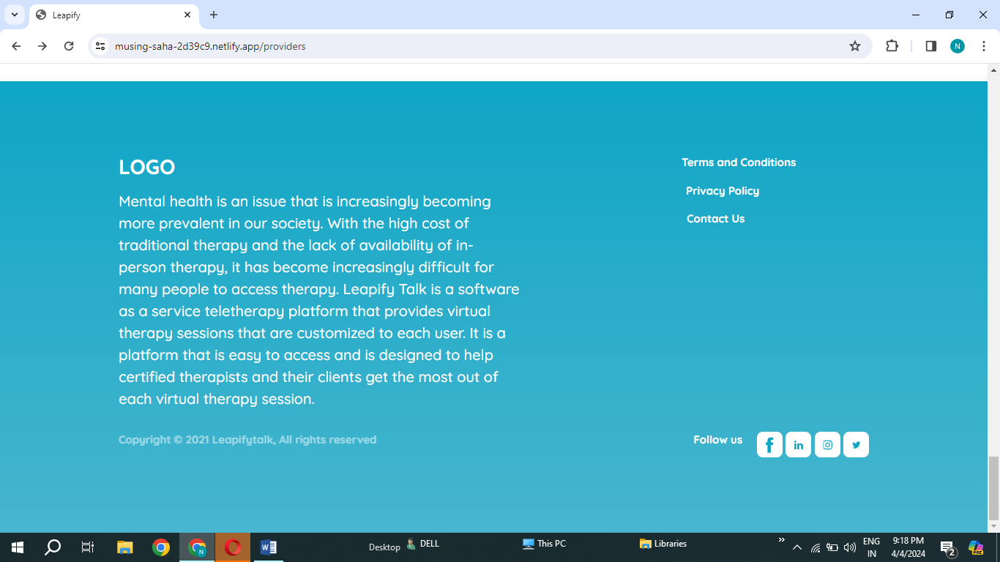 Leapify
musing-saha-2d39c9.netlify.app/providers
N
LOGO
Mental health is an issue that is increasingly becoming
more prevalent in our society. With the high cost of
traditional therapy and the lack of availability of in-
person therapy, it has become increasingly difficult for
many people to access therapy. Leapify Talk is a software
as a service teletherapy platform that provides virtual
therapy sessions that are customized to each user. It is a
platform that is easy to access and is designed to help
certified therapists and their clients get the most out of
each virtual therapy session.
Terms and Conditions
Privacy Policy
Contact Us
Copyright © 2021 Leapifytalk, All rights reserved
Follow us
Desktop
DELL
This PC
Libraries
ENG
IN
9:18 PM
4/4/2024
2
PRE